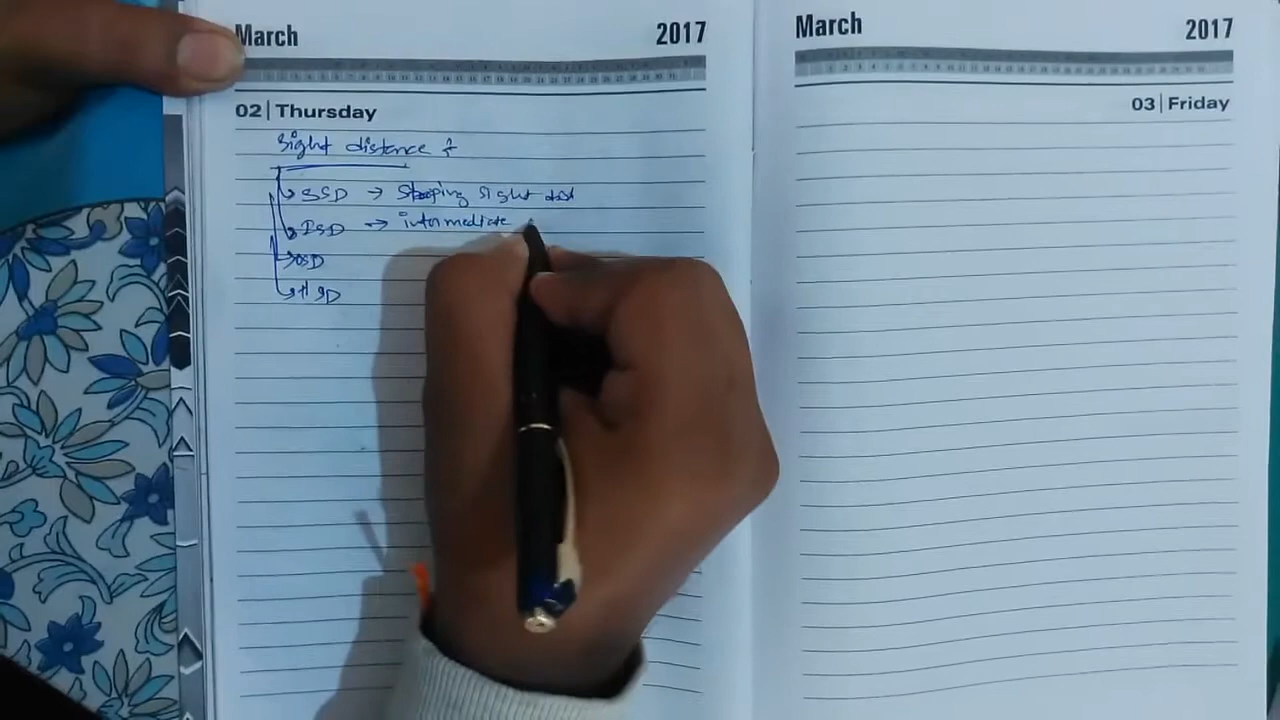 March 2017
02 | Thursday
Sight distance :
SSD → Stopping sight dist
ISD → intermediate
OSD
HSD
March 2017
03 | Friday